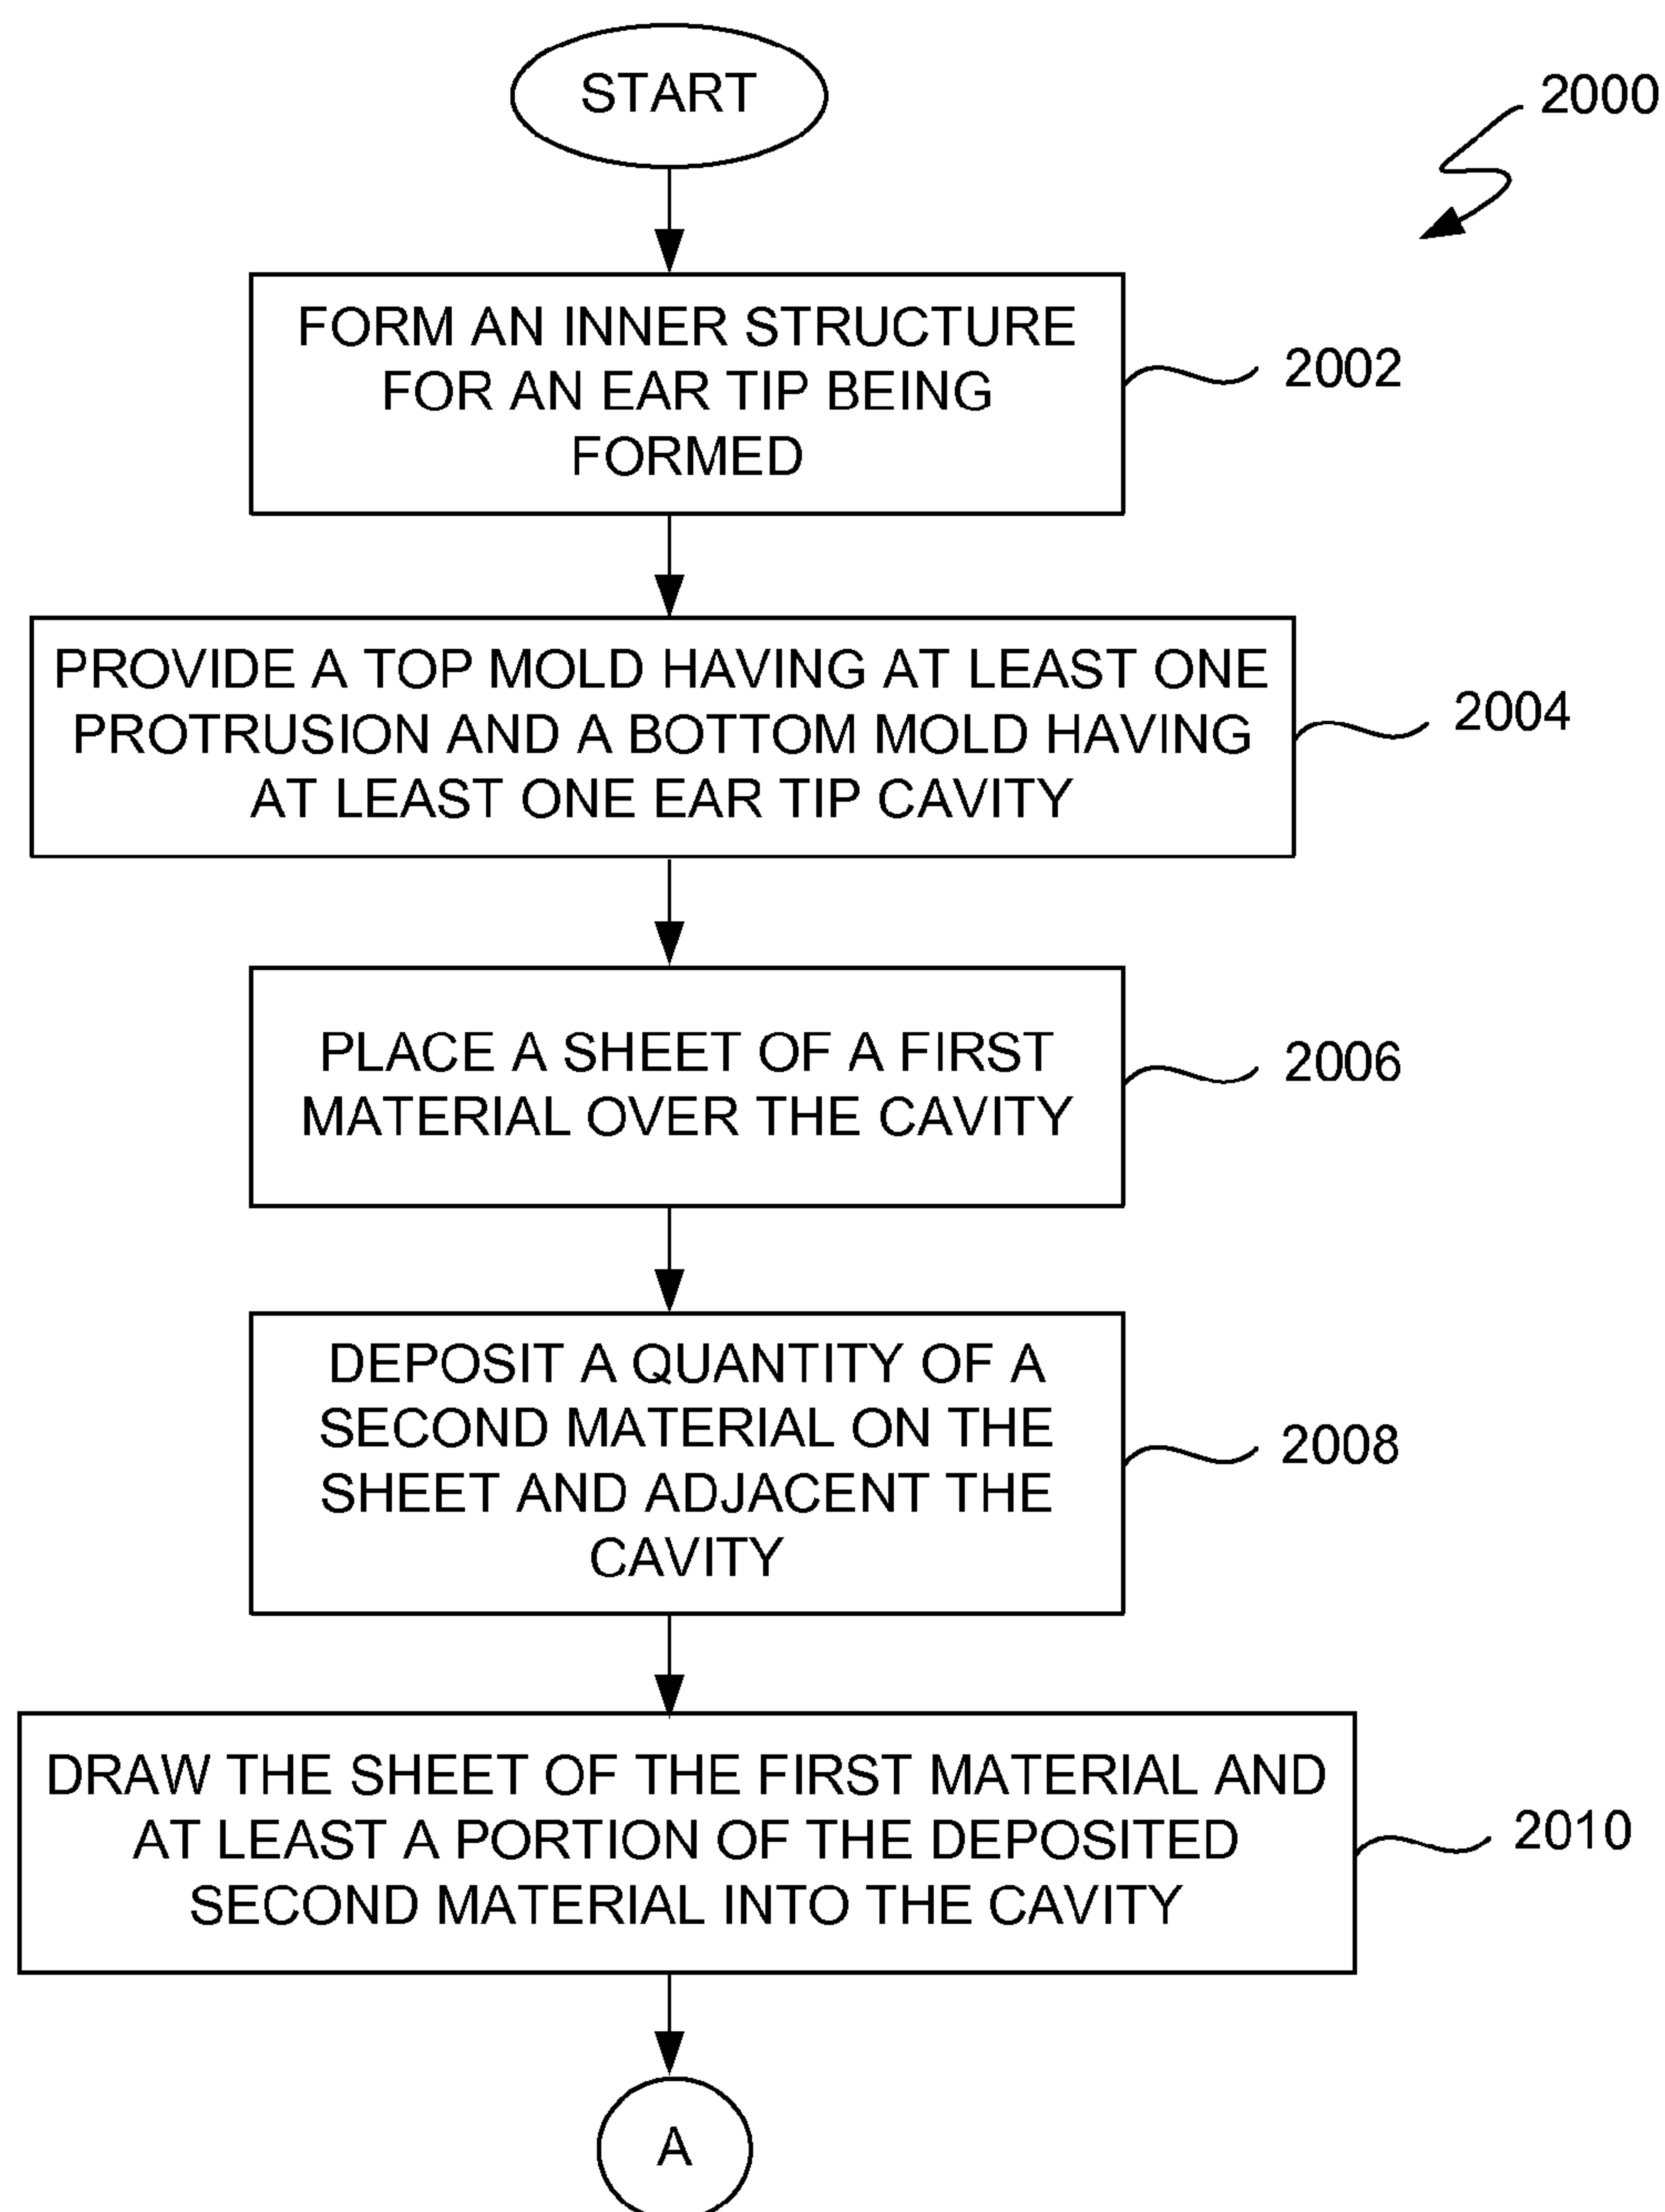 START
2000
FORM AN INNER STRUCTURE
FOR AN EAR TIP BEING
FORMED
2002
PROVIDE A TOP MOLD HAVING AT LEAST ONE
PROTRUSION AND A BOTTOM MOLD HAVING
AT LEAST ONE EAR TIP CAVITY
2004
PLACE A SHEET OF A FIRST
MATERIAL OVER THE CAVITY
2006
DEPOSIT A QUANTITY OF A
SECOND MATERIAL ON THE
SHEET AND ADJACENT THE
CAVITY
2008
DRAW THE SHEET OF THE FIRST MATERIAL AND
AT LEAST A PORTION OF THE DEPOSITED
SECOND MATERIAL INTO THE CAVITY
2010
A